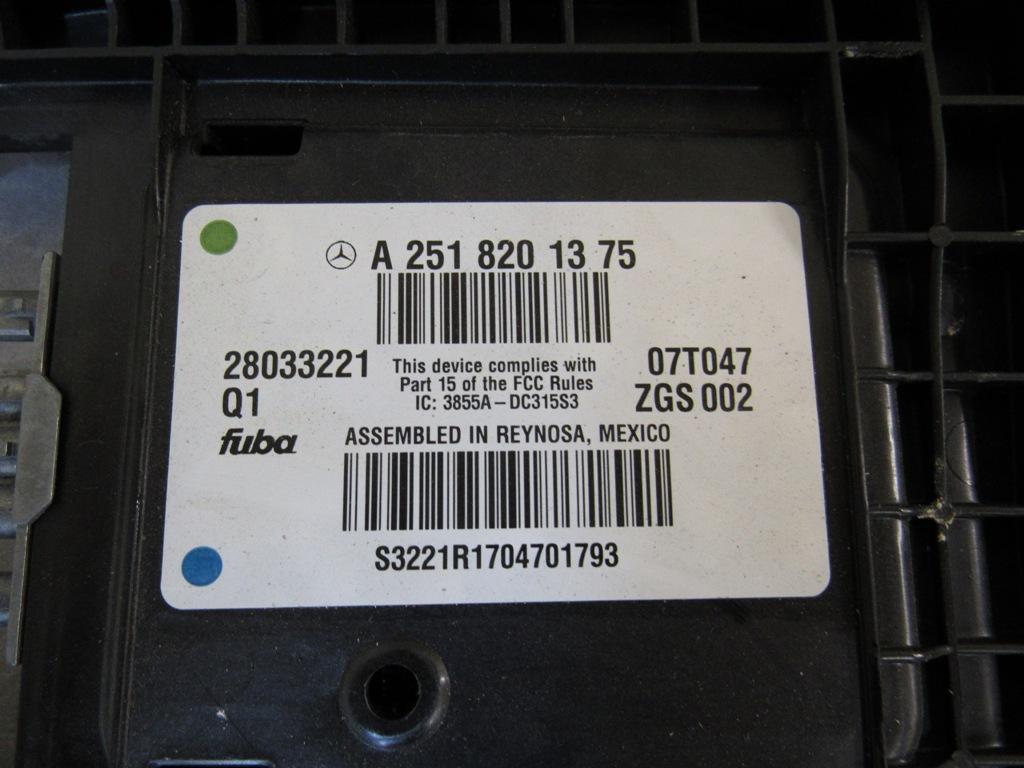 A 251 820 13 75
28033221 This device complies with 07T047
Part 15 of the FCC Rules
Q1 IC: 3855A-DC315S3 ZGS 002
fuba ASSEMBLED IN REYNOSA, MEXICO
S3221R1704701793